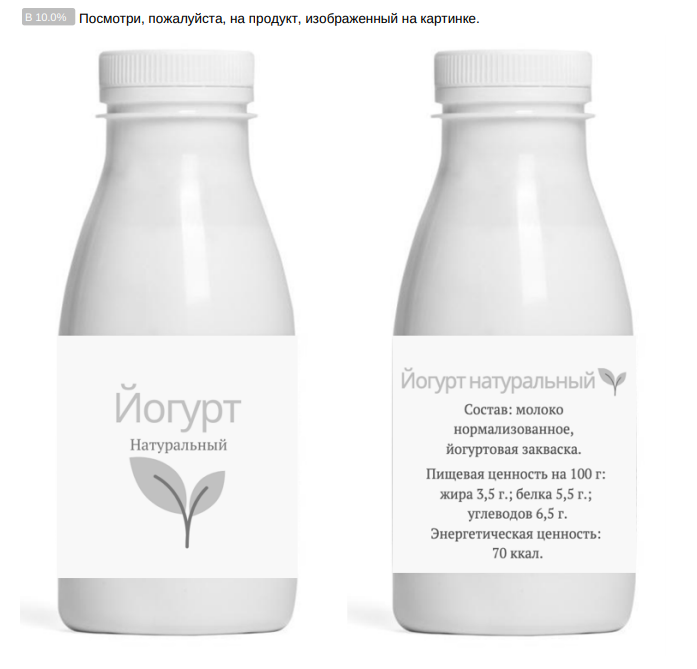 В 10.0% Посмотри, пожалуйста, на продукт, изображенный на картинке.
Йогурт
Натуральный
Йогурт натуральный
Состав: молоко
нормализованное,
йогуртовая закваска.
Пищевая ценность на 100 г:
жира 3,5 г.; белка 5,5 г.;
углеводов 6,5 г.
Энергетическая ценность:
70 ккал.